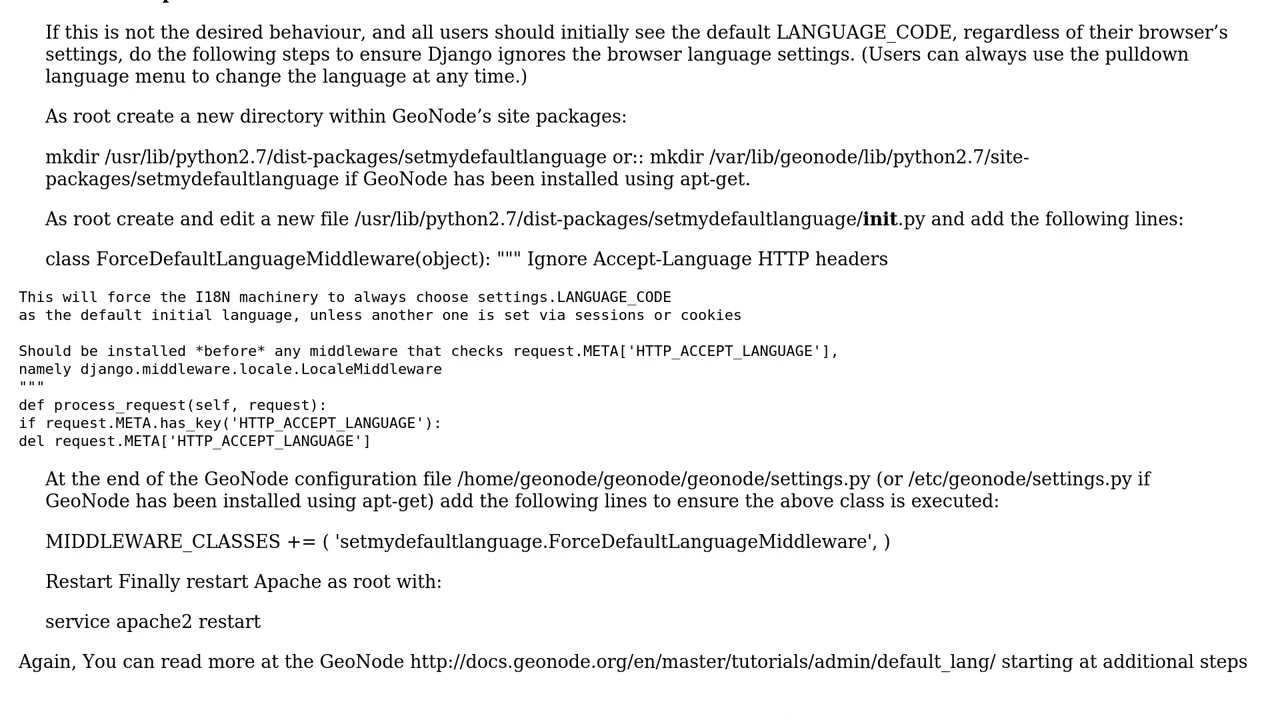 If this is not the desired behaviour, and all users should initially see the default LANGUAGE_CODE, regardless of their browser’s
settings, do the following steps to ensure Django ignores the browser language settings. (Users can always use the pulldown
language menu to change the language at any time.)
As root create a new directory within GeoNode’s site packages:
mkdir /usr/lib/python2.7/dist-packages/setmydefaultlanguage or:: mkdir /var/lib/geonode/lib/python2.7/site-
packages/setmydefaultlanguage if GeoNode has been installed using apt-get.
As root create and edit a new file /usr/lib/python2.7/dist-packages/setmydefaultlanguage/init.py and add the following lines:
class ForceDefaultLanguageMiddleware(object): """ Ignore Accept-Language HTTP headers
This will force the I18N machinery to always choose settings.LANGUAGE_CODE
as the default initial language, unless another one is set via sessions or cookies
Should be installed *before* any middleware that checks request.META['HTTP_ACCEPT_LANGUAGE'],
namely django.middleware.locale.LocaleMiddleware
"""
def process_request(self, request):
if request.META.has_key('HTTP_ACCEPT_LANGUAGE'):
del request.META['HTTP_ACCEPT_LANGUAGE']
At the end of the GeoNode configuration file /home/geonode/geonode/geonode/settings.py (or /etc/geonode/settings.py if
GeoNode has been installed using apt-get) add the following lines to ensure the above class is executed:
MIDDLEWARE_CLASSES += ( 'setmydefaultlanguage.ForceDefaultLanguageMiddleware', )
Restart Finally restart Apache as root with:
service apache2 restart
Again, You can read more at the GeoNode http://docs.geonode.org/en/master/tutorials/admin/default_lang/ starting at additional steps